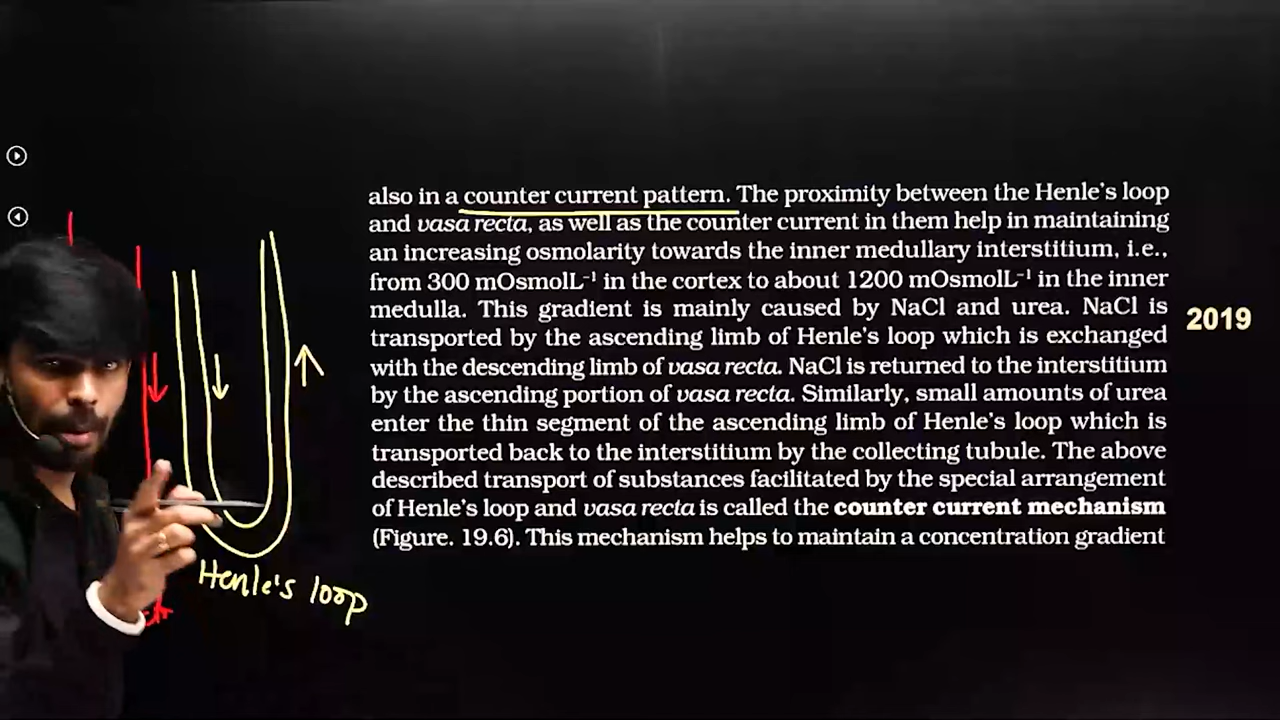 also in a counter current pattern. The proximity between the Henle's loop
and vasa recta, as well as the counter current in them help in maintaining
an increasing osmolarity towards the inner medullary interstitium, i.e.,
from 300 mOsmolL⁻¹ in the cortex to about 1200 mOsmolL⁻¹ in the inner
medulla. This gradient is mainly caused by NaCl and urea. NaCl is
transported by the ascending limb of Henle's loop which is exchanged
with the descending limb of vasa recta. NaCl is returned to the interstitium
by the ascending portion of vasa recta. Similarly, small amounts of urea
enter the thin segment of the ascending limb of Henle's loop which is
transported back to the interstitium by the collecting tubule. The above
described transport of substances facilitated by the special arrangement
of Henle's loop and vasa recta is called the counter current mechanism
(Figure. 19.6). This mechanism helps to maintain a concentration gradient
2019
Henle's loop